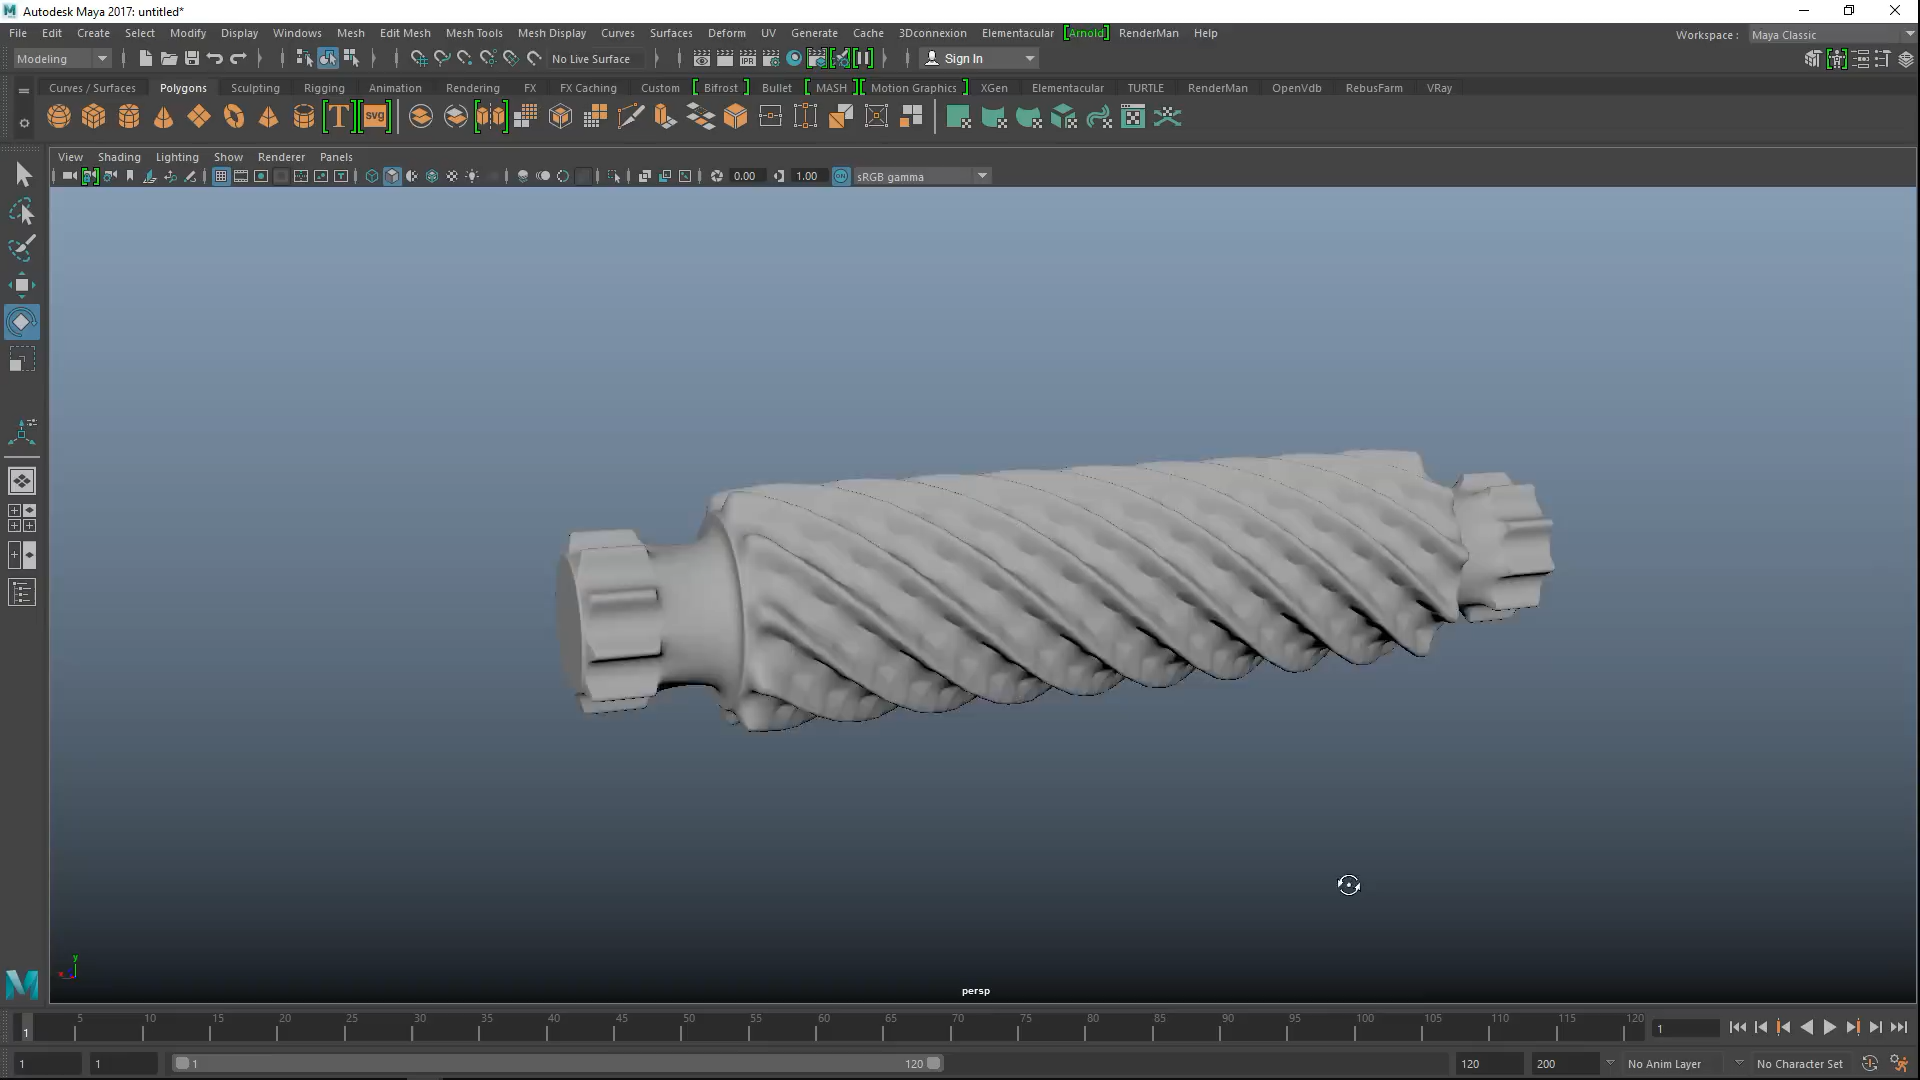 Autodesk Maya 2017: untitled*
File Edit Create Select Modify Display Windows Mesh Edit Mesh Mesh Tools Mesh Display Curves Surfaces Deform UV Generate Cache 3Dconnexion Elementacular [Arnold] RenderMan Help Workspace : Maya Classic
Modeling No Live Surface IPR Sign In
Curves / Surfaces Polygons Sculpting Rigging Animation Rendering FX FX Caching Custom Bifrost Bullet MASH Motion Graphics XGen Elementacular TURTLE RenderMan OpenVdb RebusFarm VRay
T svg
View Shading Lighting Show Renderer Panels
0.00 1.00 ON sRGB gamma
y
x
M
persp
5 10 15 20 25 30 35 40 45 50 55 60 65 70 75 80 85 90 95 100 105 110 115 120
1 1
1 1 1 120 120 200 No Anim Layer No Character Set